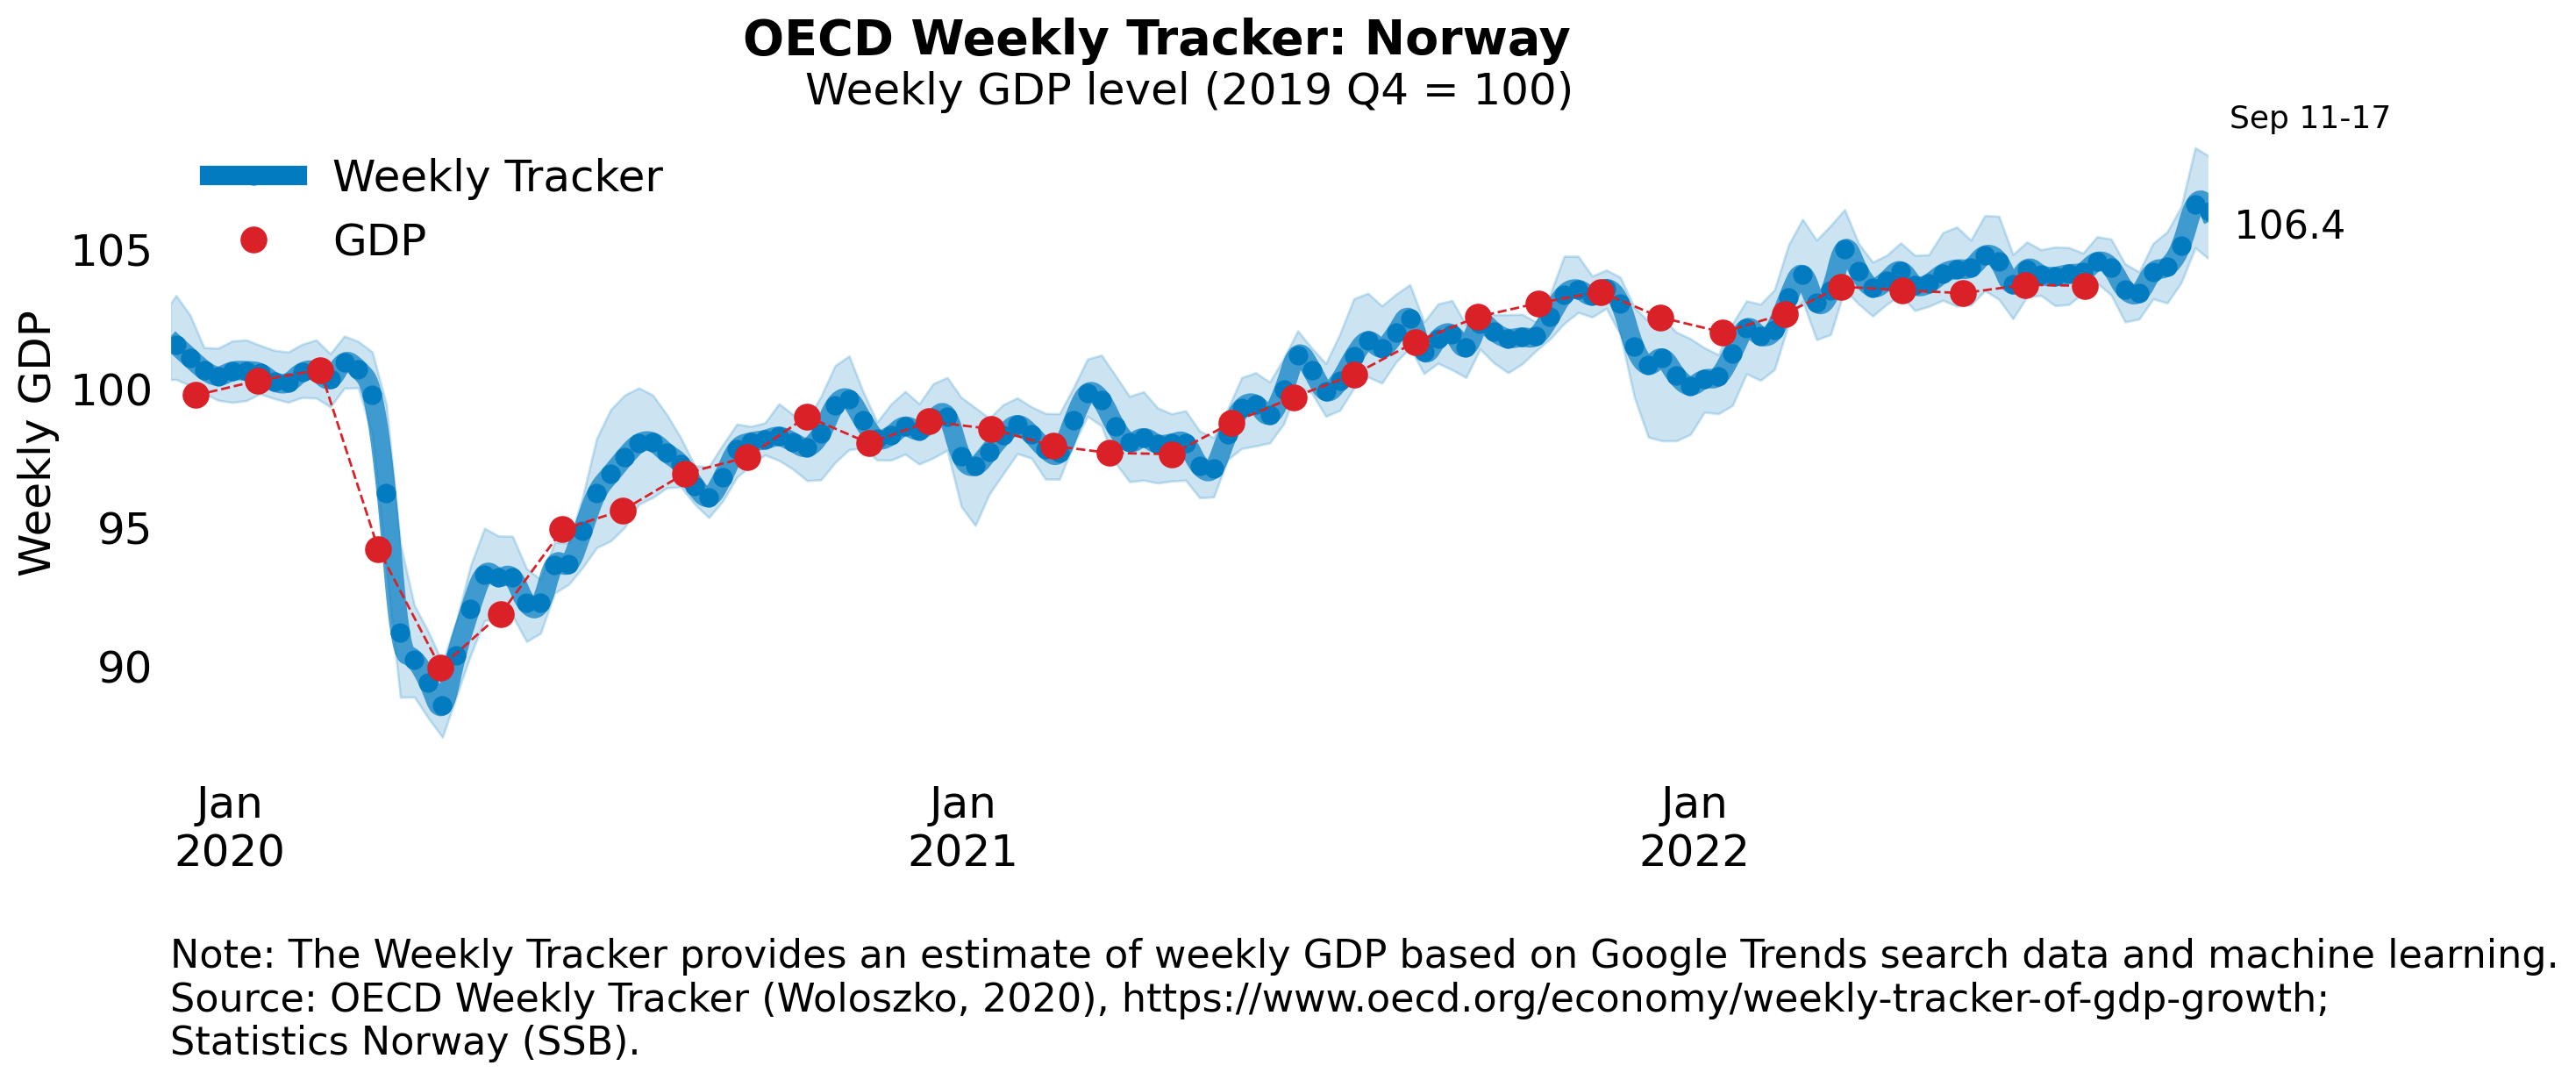 OECD Weekly Tracker: Norway
Weekly GDP level (2019 Q4 = 100)
Sep 11-17
Weekly Tracker
GDP
106.4
105
100
95
90
Weekly GDP
Jan
2020
Jan
2021
Jan
2022
Note: The Weekly Tracker provides an estimate of weekly GDP based on Google Trends search data and machine learning.
Source: OECD Weekly Tracker (Woloszko, 2020), https://www.oecd.org/economy/weekly-tracker-of-gdp-growth;
Statistics Norway (SSB).